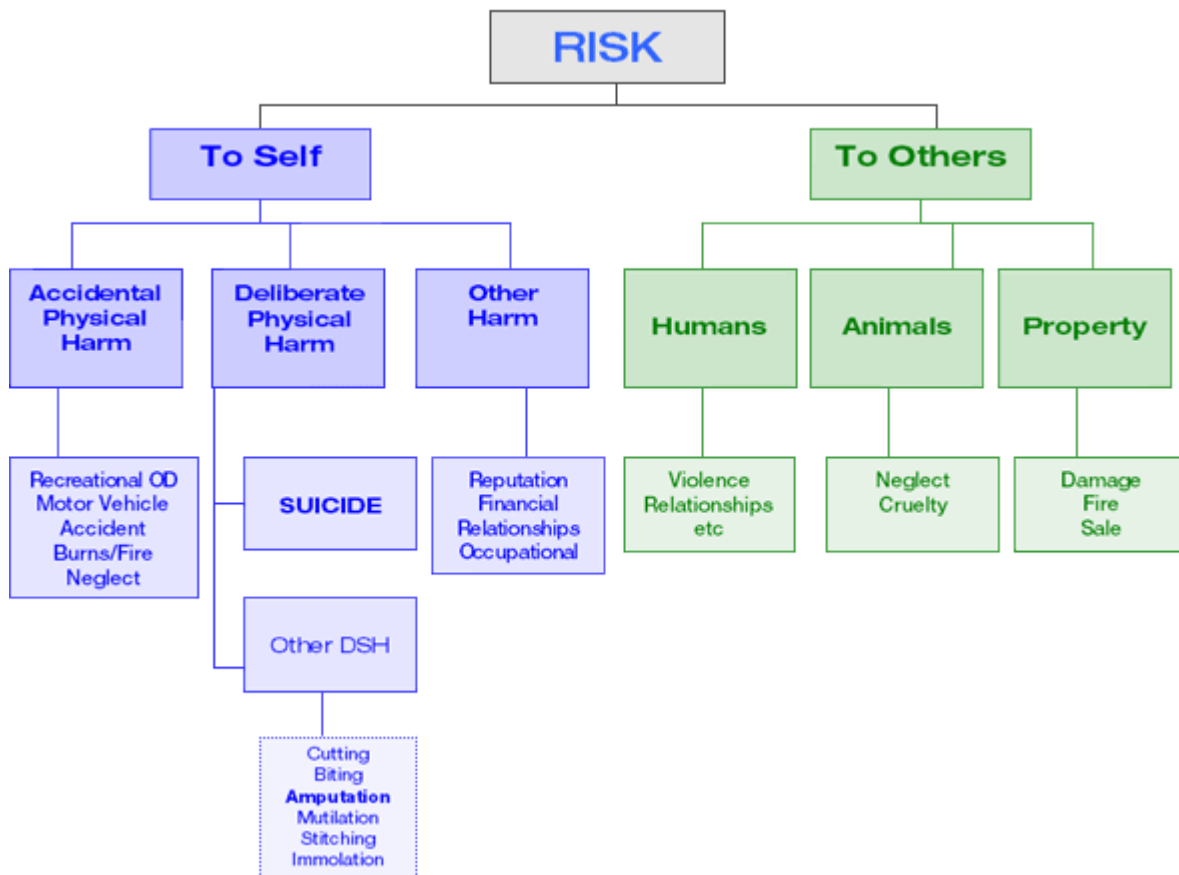 RISK
To Self
To Others
Accidental
Physical
Harm
Deliberate
Physical
Harm
Other
Harm
Humans
Animals
Property
Recreational OD
Motor Vehicle
Accident
Burns/Fire
Neglect
SUICIDE
Reputation
Financial
Relationships
Occupational
Violence
Relationships
etc
Neglect
Cruelty
Damage
Fire
Sale
Other DSH
Cutting
Biting
Amputation
Mutilation
Stitching
Immolation